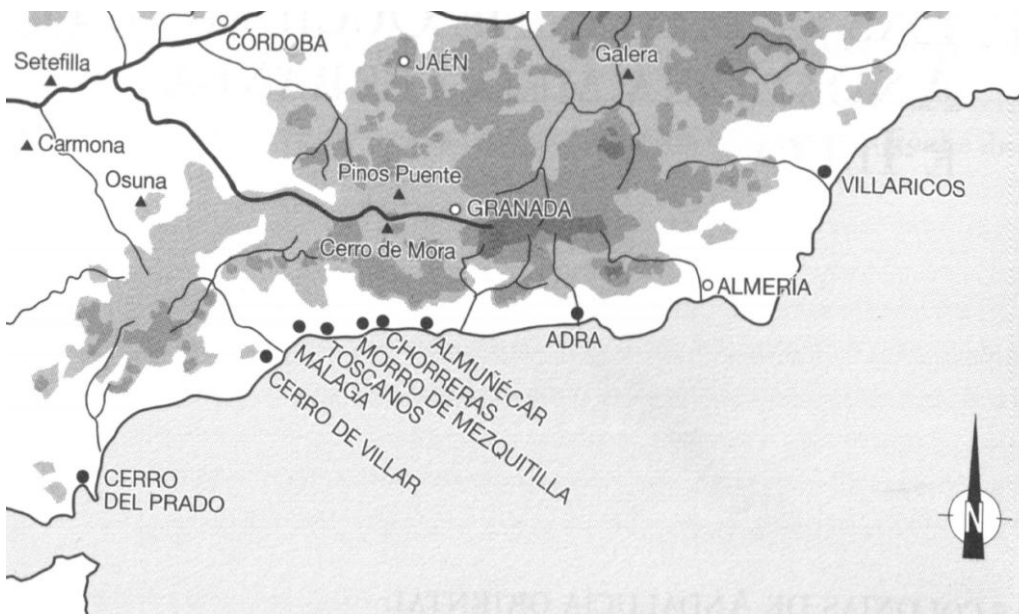 CÓRDOBA
Setefilla
JAÉN
Galera
Carmona
Osuna
Pinos Puente
VILLARICOS
GRANADA
Cerro de Mora
ALMERÍA
ADRA
ALMUÑÉCAR
CHORRERAS
MORRO DE MEZQUITILLA
TOSCANOS
MÁLAGA
CERRO DE VILLAR
CERRO
DEL PRADO
N